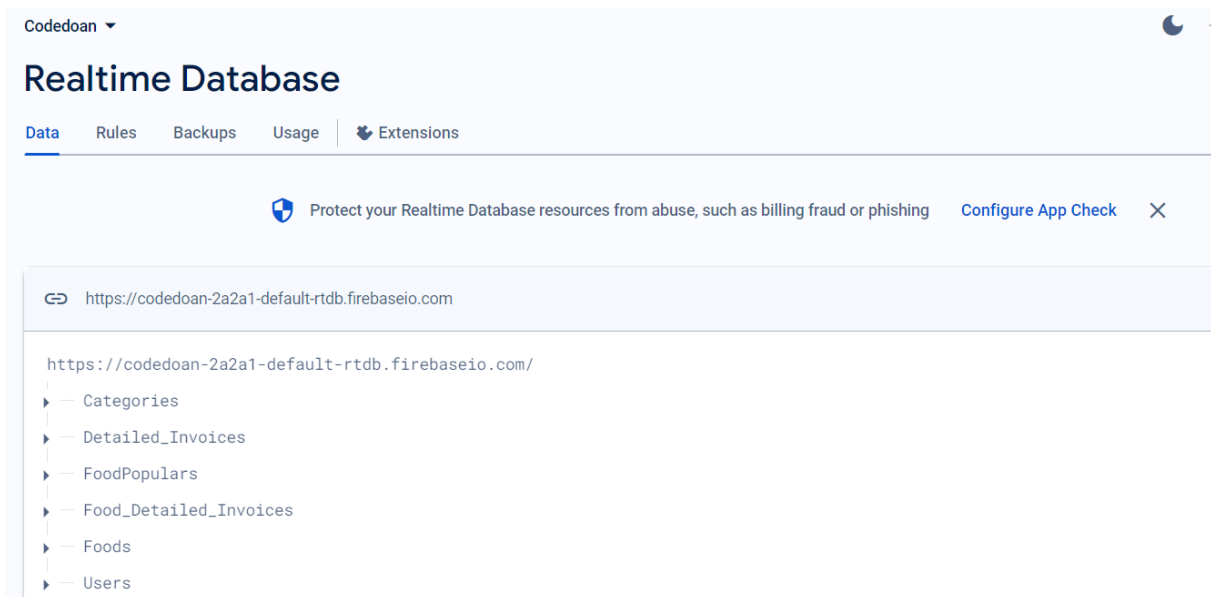 Codedoan
Realtime Database
Data Rules Backups Usage Extensions
Protect your Realtime Database resources from abuse, such as billing fraud or phishing Configure App Check
https://codedoan-2a2a1-default-rtdb.firebaseio.com
https://codedoan-2a2a1-default-rtdb.firebaseio.com/
Categories
Detailed_Invoices
FoodPopulars
Food_Detailed_Invoices
Foods
Users